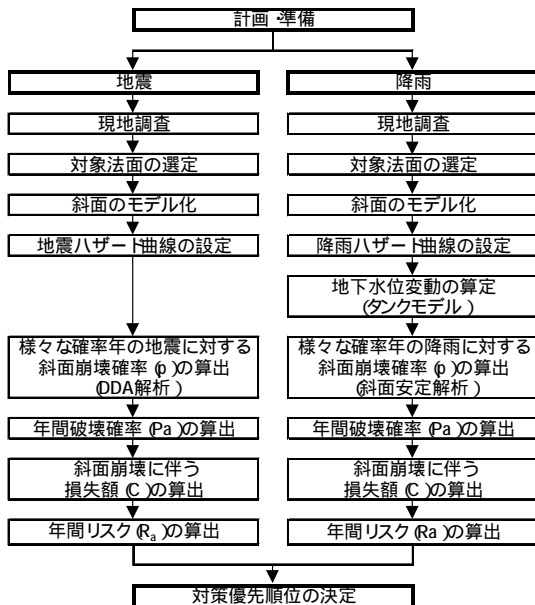 計画・準備
地震
現地調査
対象法面の選定
斜面のモデル化
地震ハザード曲線の設定
様々な確率年の地震に対する
斜面崩壊確率(p)の算出
(DDA解析)
年間破壊確率(Pa)の算出
斜面崩壊に伴う
損失額(C)の算出
年間リスク(Ra)の算出
降雨
現地調査
対象法面の選定
斜面のモデル化
降雨ハザード曲線の設定
地下水位変動の算定
(タンクモデル)
様々な確率年の降雨に対する
斜面崩壊確率(p)の算出
(斜面安定解析)
年間破壊確率(Pa)の算出
斜面崩壊に伴う
損失額(C)の算出
年間リスク(Ra)の算出
対策優先順位の決定